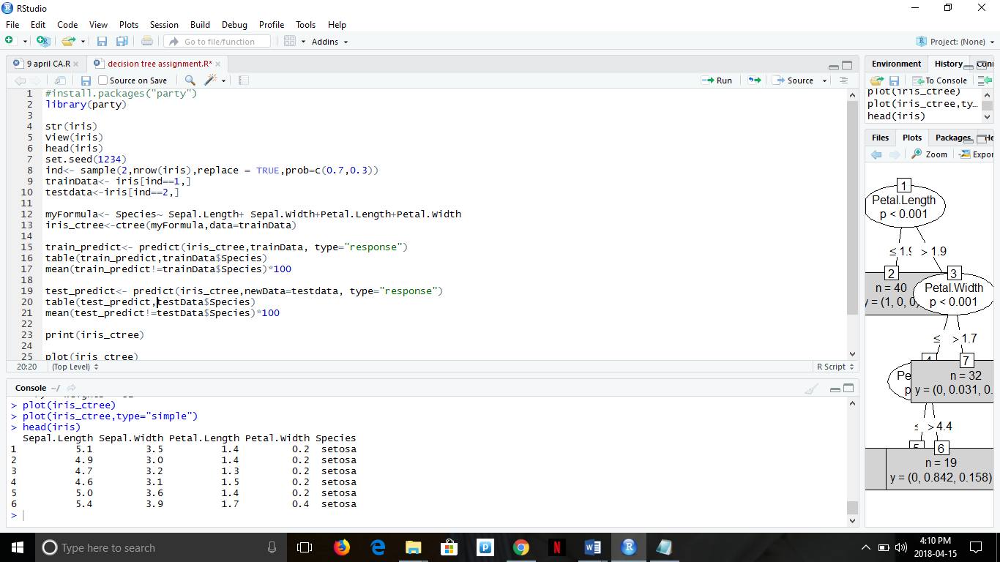 RStudio
File Edit Code View Plots Session Build Debug Profile Tools Help
Go to file/function Addins Project: (None)
9 april CA.R decision tree assignment.R*
Source on Save Run Source
1 #install.packages("party")
2 library(party)
3
4 str(iris)
5 View(iris)
6 head(iris)
7 set.seed(1234)
8 ind<- sample(2,nrow(iris),replace = TRUE,prob=c(0.7,0.3))
9 trainData<- iris[ind==1,]
10 testdata<-iris[ind==2,]
11
12 myFormula<- Species~ Sepal.Length+ Sepal.Width+Petal.Length+Petal.Width
13 iris_ctree<-ctree(myFormula,data=trainData)
14
15 train_predict<- predict(iris_ctree,trainData, type="response")
16 table(train_predict,trainData$Species)
17 mean(train_predict!=trainData$Species)*100
18
19 test_predict<- predict(iris_ctree,newData=testdata, type="response")
20 table(test_predict,testData$Species)
21 mean(test_predict!=testData$Species)*100
22
23 print(iris_ctree)
24
25 plot(iris_ctree)
20:20 (Top Level) R Script
Console ~/
> plot(iris_ctree)
> plot(iris_ctree,type="simple")
> head(iris)
Sepal.Length Sepal.Width Petal.Length Petal.Width Species
1 5.1 3.5 1.4 0.2 setosa
2 4.9 3.0 1.4 0.2 setosa
3 4.7 3.2 1.3 0.2 setosa
4 4.6 3.1 1.5 0.2 setosa
5 5.0 3.6 1.4 0.2 setosa
6 5.4 3.9 1.7 0.4 setosa
>
Environment History Conn
To Console
plot(iris_ctree)
plot(iris_ctree,ty…
head(iris)
Files Plots Packages He
Zoom Expor
1
Petal.Length
p < 0.001
≤ 1.9 > 1.9
2 3
n = 40 Petal.Width
y = (1, 0, 0) p < 0.001
≤ > 1.7
4 7
Pe n = 32
p y = (0, 0.031, 0.
≤ > 4.4
5 6
n = 19
y = (0, 0.842, 0.158)
Type here to search
4:10 PM
2018-04-15